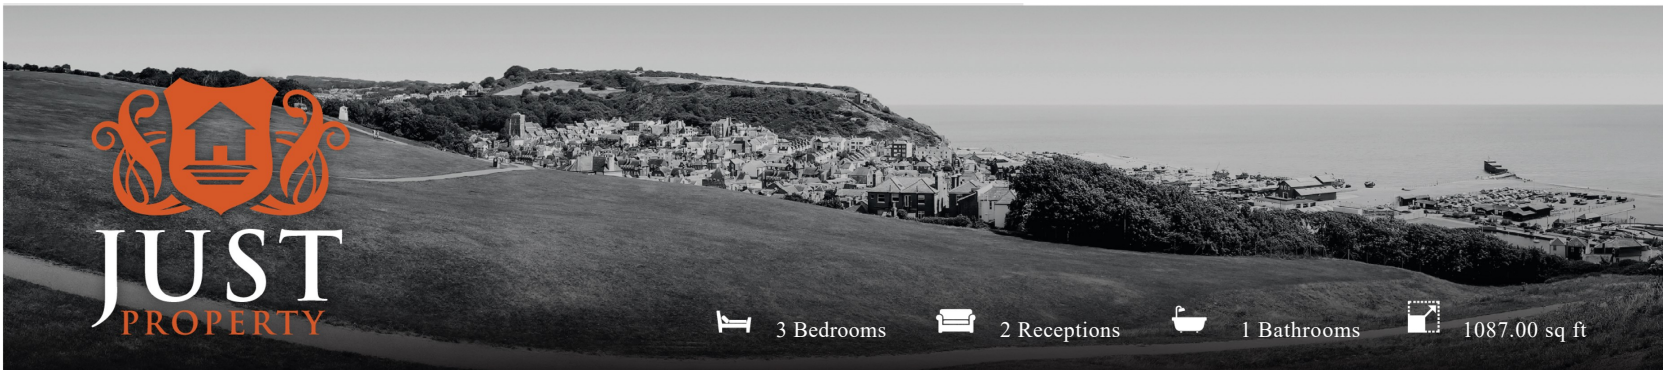 JUST
PROPERTY
3 Bedrooms
2 Receptions
1 Bathrooms
1087.00 sq ft